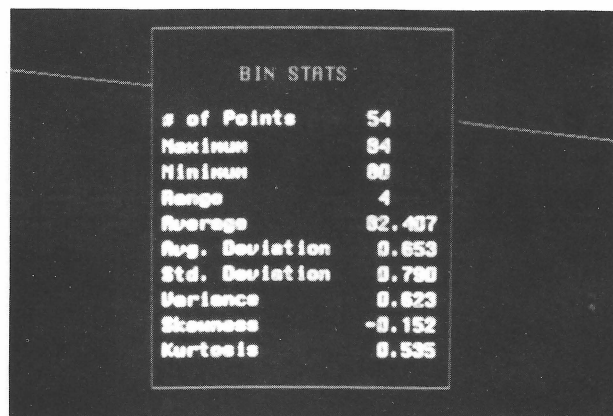 BIN STATS
# of Points 54
Maximum 84
Minimum 80
Range 4
Average 82.407
Avg. Deviation 0.653
Std. Deviation 0.790
Variance 0.623
Skewness -0.152
Kurtosis 0.535